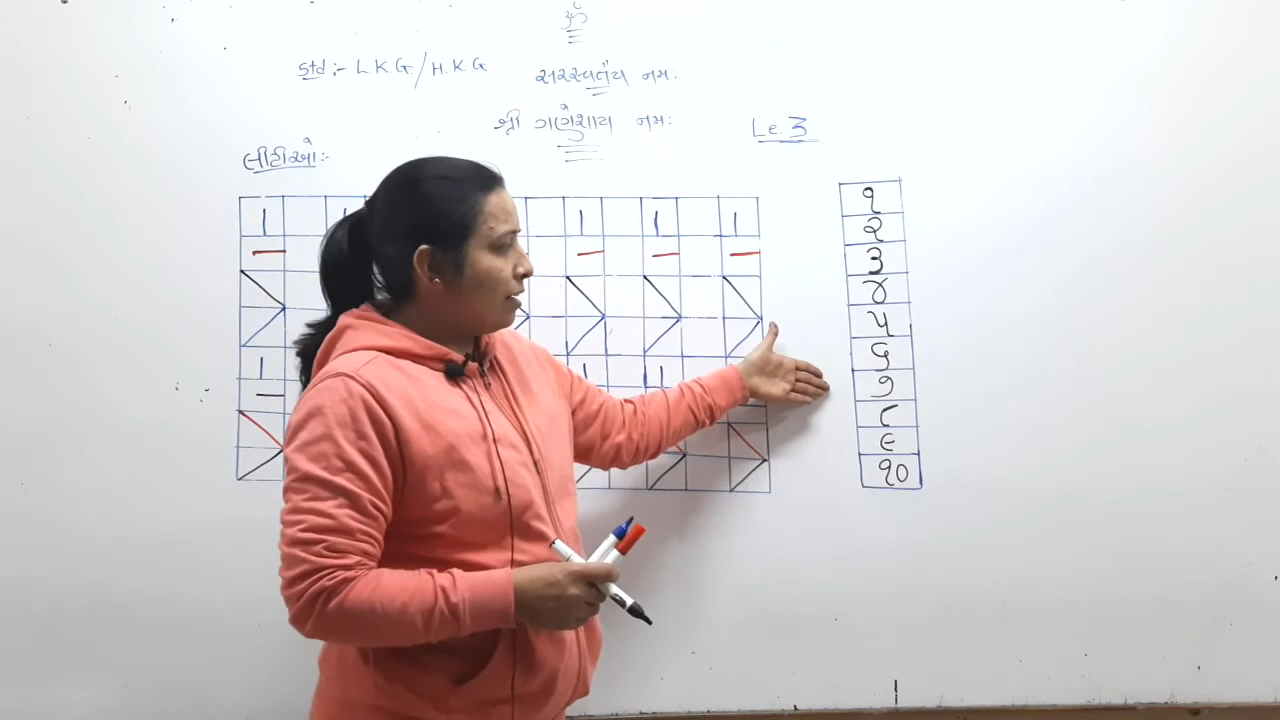 ૐ
Std :- L.K.G/H.K.G
સરસ્વતૈય નમઃ
શ્રી ગણેશાય નમઃ
Le. 3
લીટીઓ:-
૧
૨
૩
૪
૫
૬
૭
૮
૯
૧૦